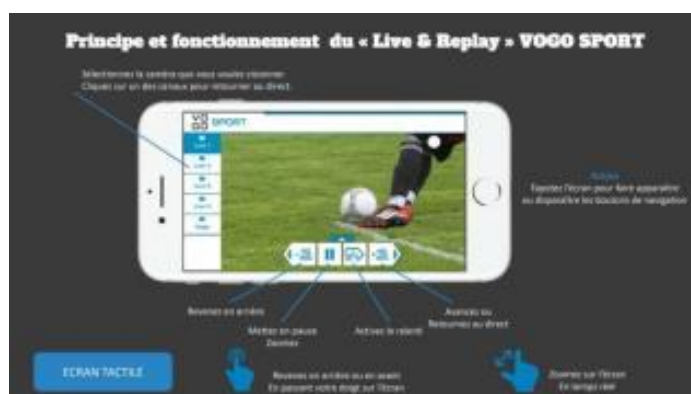 Principe et fonctionnement du « Live & Replay » VOGO SPORT
Sélectionnez la caméra que vous voulez visionner
Cliquez sur un des canaux pour retourner au direct.
VOGO SPORT
Tapotez l'écran pour faire apparaître
ou disparaître les boutons de navigation
Revenez en arrière
Mettez en pause
Zoomez
Activez le ralenti
Avancez ou
Retournez au direct
ECRAN TACTILE
Revenez en arrière ou en avant
En passant votre doigt sur l'écran
Zoomez sur l'écran
En temps réel